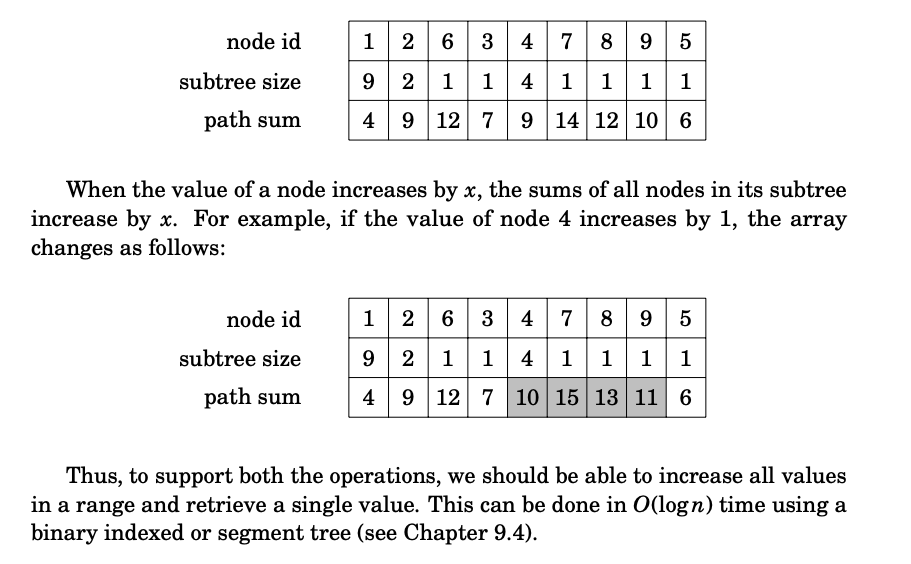 node id 1 2 6 3 4 7 8 9 5
subtree size 9 2 1 1 4 1 1 1 1
path sum 4 9 12 7 9 14 12 10 6
When the value of a node increases by x, the sums of all nodes in its subtree
increase by x. For example, if the value of node 4 increases by 1, the array
changes as follows:
node id 1 2 6 3 4 7 8 9 5
subtree size 9 2 1 1 4 1 1 1 1
path sum 4 9 12 7 10 15 13 11 6
Thus, to support both the operations, we should be able to increase all values
in a range and retrieve a single value. This can be done in O(log n) time using a
binary indexed or segment tree (see Chapter 9.4).